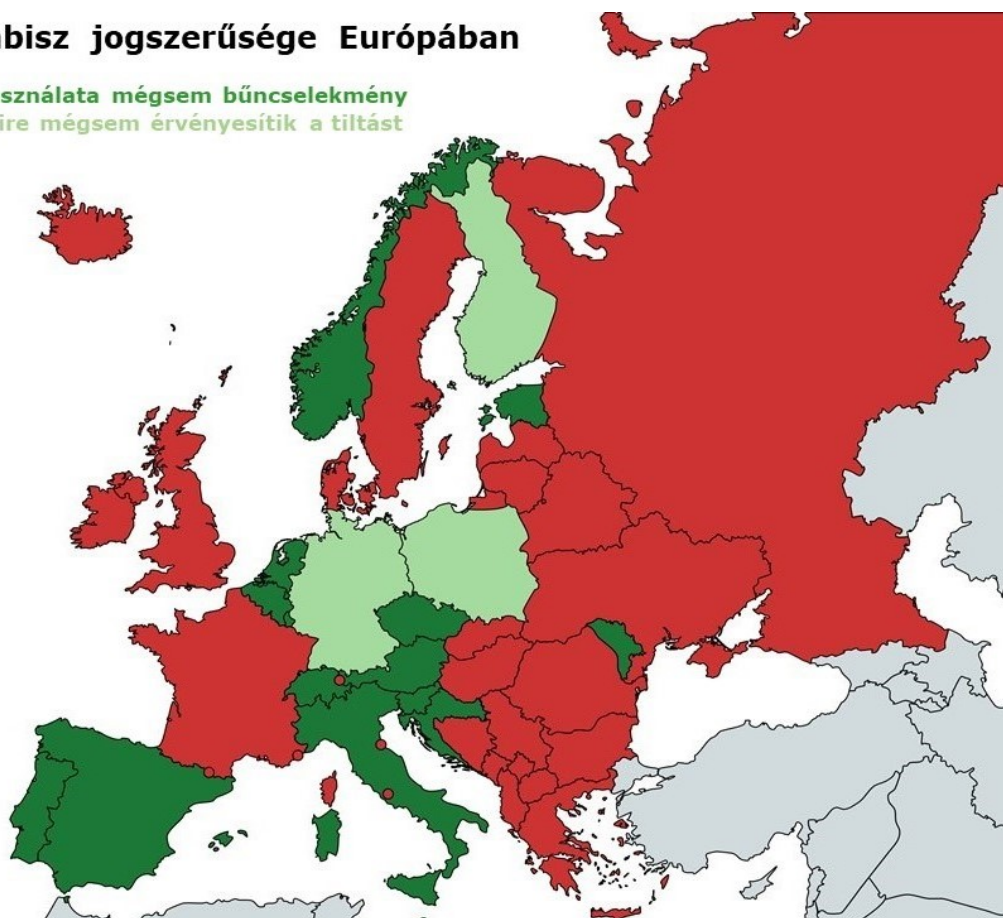 bisz jogszerűsége Európában
sználata mégsem bűncselekmény
ire mégsem érvényesítik a tiltást